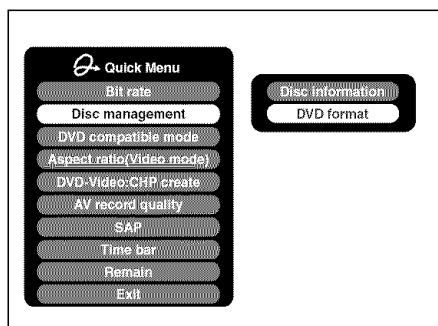 Quick Menu
Bit rate
Disc management
DVD compatible mode
Aspect ratio(Video mode)
DVD-Video:CHP create
AV record quality
SAP
Time bar
Remain
Exit
Disc information
DVD format